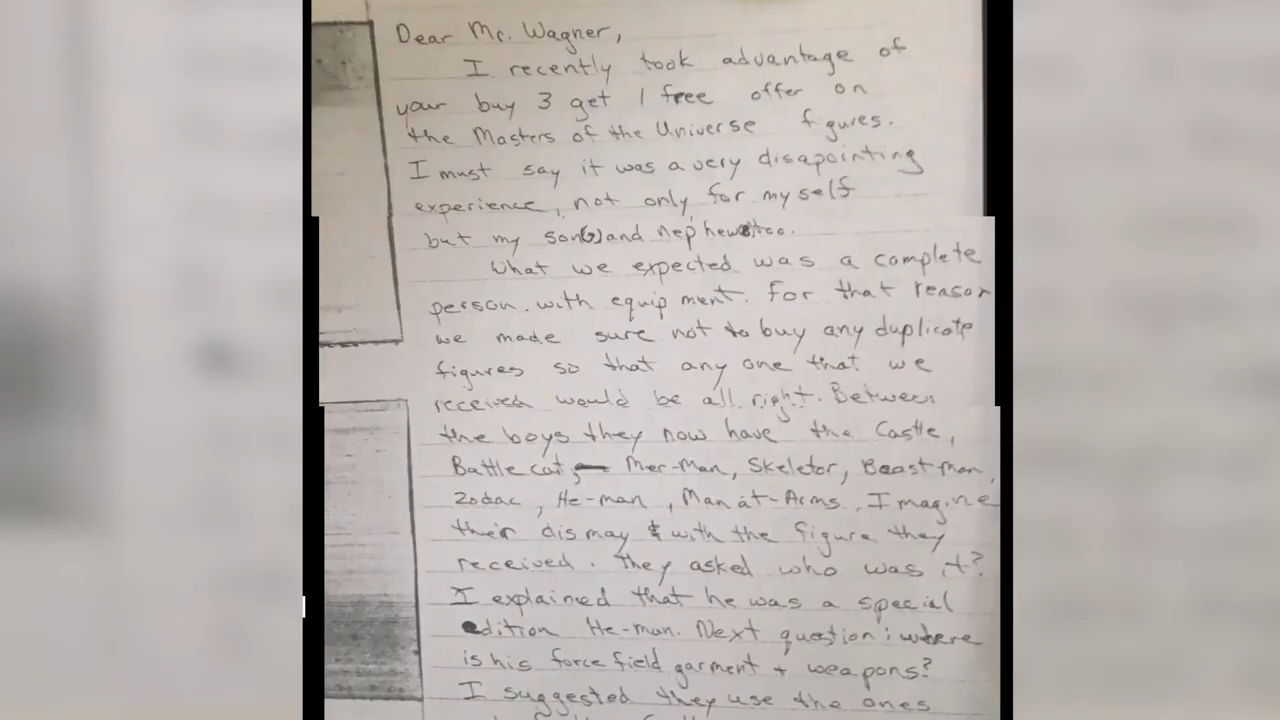 Dear Mr. Wagner,
I recently took advantage of
your buy 3 get 1 free offer on
the Masters of the Universe figures.
I must say it was a very disapointing
experience, not only for myself
but my son(s) and nephew too.
What we expected was a complete
person with equipment. For that reason
we made sure not to buy any duplicate
figures so that any one that we
received would be all right. Between
the boys they now have the Castle,
Battlecat, Mer-Man, Skeletor, Beastman,
Zodac, He-man, Man at-Arms. Imagine
their dismay & with the figure they
received. They asked who was it?
I explained that he was a special
edition He-man. Next question: where
is his force field garment + weapons?
I suggested they use the ones